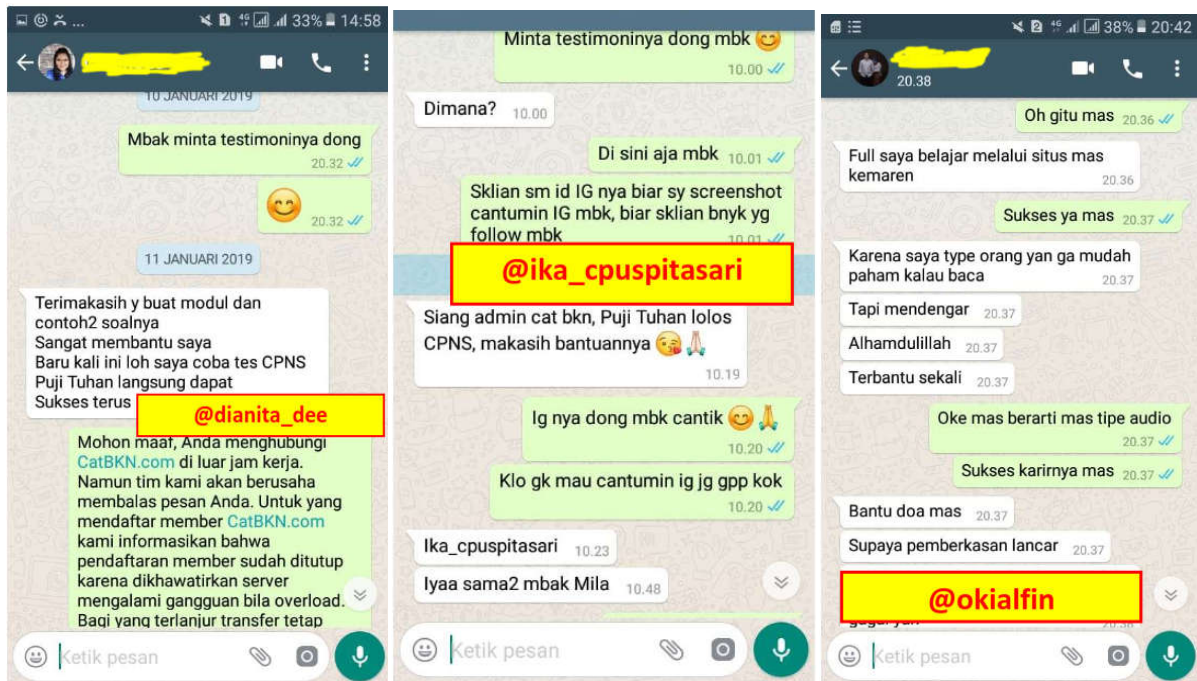 33% 14:58
10 JANUARI 2019
Mbak minta testimoninya dong
20.32
20.32
11 JANUARI 2019
Terimakasih y buat modul dan
contoh2 soalnya
Sangat membantu saya
Baru kali ini loh saya coba tes CPNS
Puji Tuhan langsung dapat
Sukses terus
@dianita_dee
Mohon maaf, Anda menghubungi
CatBKN.com di luar jam kerja.
Namun tim kami akan berusaha
membalas pesan Anda. Untuk yang
mendaftar member CatBKN.com
kami informasikan bahwa
pendaftaran member sudah ditutup
karena dikhawatirkan server
mengalami gangguan bila overload.
Bagi yang terlanjur transfer tetap
Ketik pesan
Minta testimoninya dong mbk
10.00
Dimana? 10.00
Di sini aja mbk 10.01
Sklian sm id IG nya biar sy screenshot
cantumin IG mbk, biar sklian bnyk yg
follow mbk
10.01
@ika_cpuspitasari
Siang admin cat bkn, Puji Tuhan lolos
CPNS, makasih bantuannya
10.19
Ig nya dong mbk cantik
10.20
Klo gk mau cantumin ig jg gpp kok
10.20
Ika_cpuspitasari 10.23
Iyaa sama2 mbak Mila 10.48
Ketik pesan
38% 20:42
20.38
Oh gitu mas 20.36
Full saya belajar melalui situs mas
kemaren
20.36
Sukses ya mas 20.37
Karena saya type orang yan ga mudah
paham kalau baca
20.37
Tapi mendengar 20.37
Alhamdulillah 20.37
Terbantu sekali 20.37
Oke mas berarti mas tipe audio
20.37
Sukses karirnya mas 20.37
Bantu doa mas 20.37
Supaya pemberkasan lancar 20.37
@okialfin
Ketik pesan